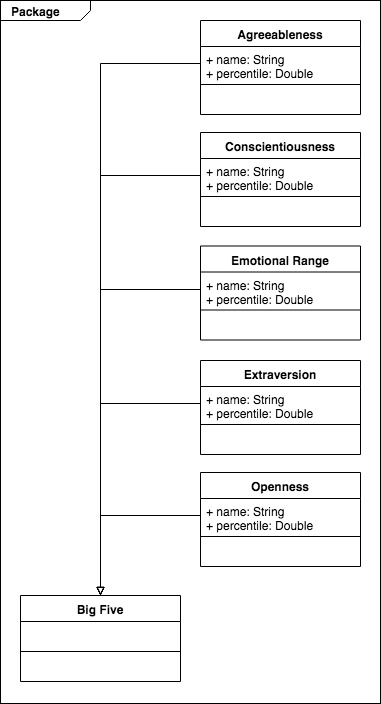 Package
Agreeableness
+ name: String
+ percentile: Double
Conscientiousness
+ name: String
+ percentile: Double
Emotional Range
+ name: String
+ percentile: Double
Extraversion
+ name: String
+ percentile: Double
Openness
+ name: String
+ percentile: Double
Big Five